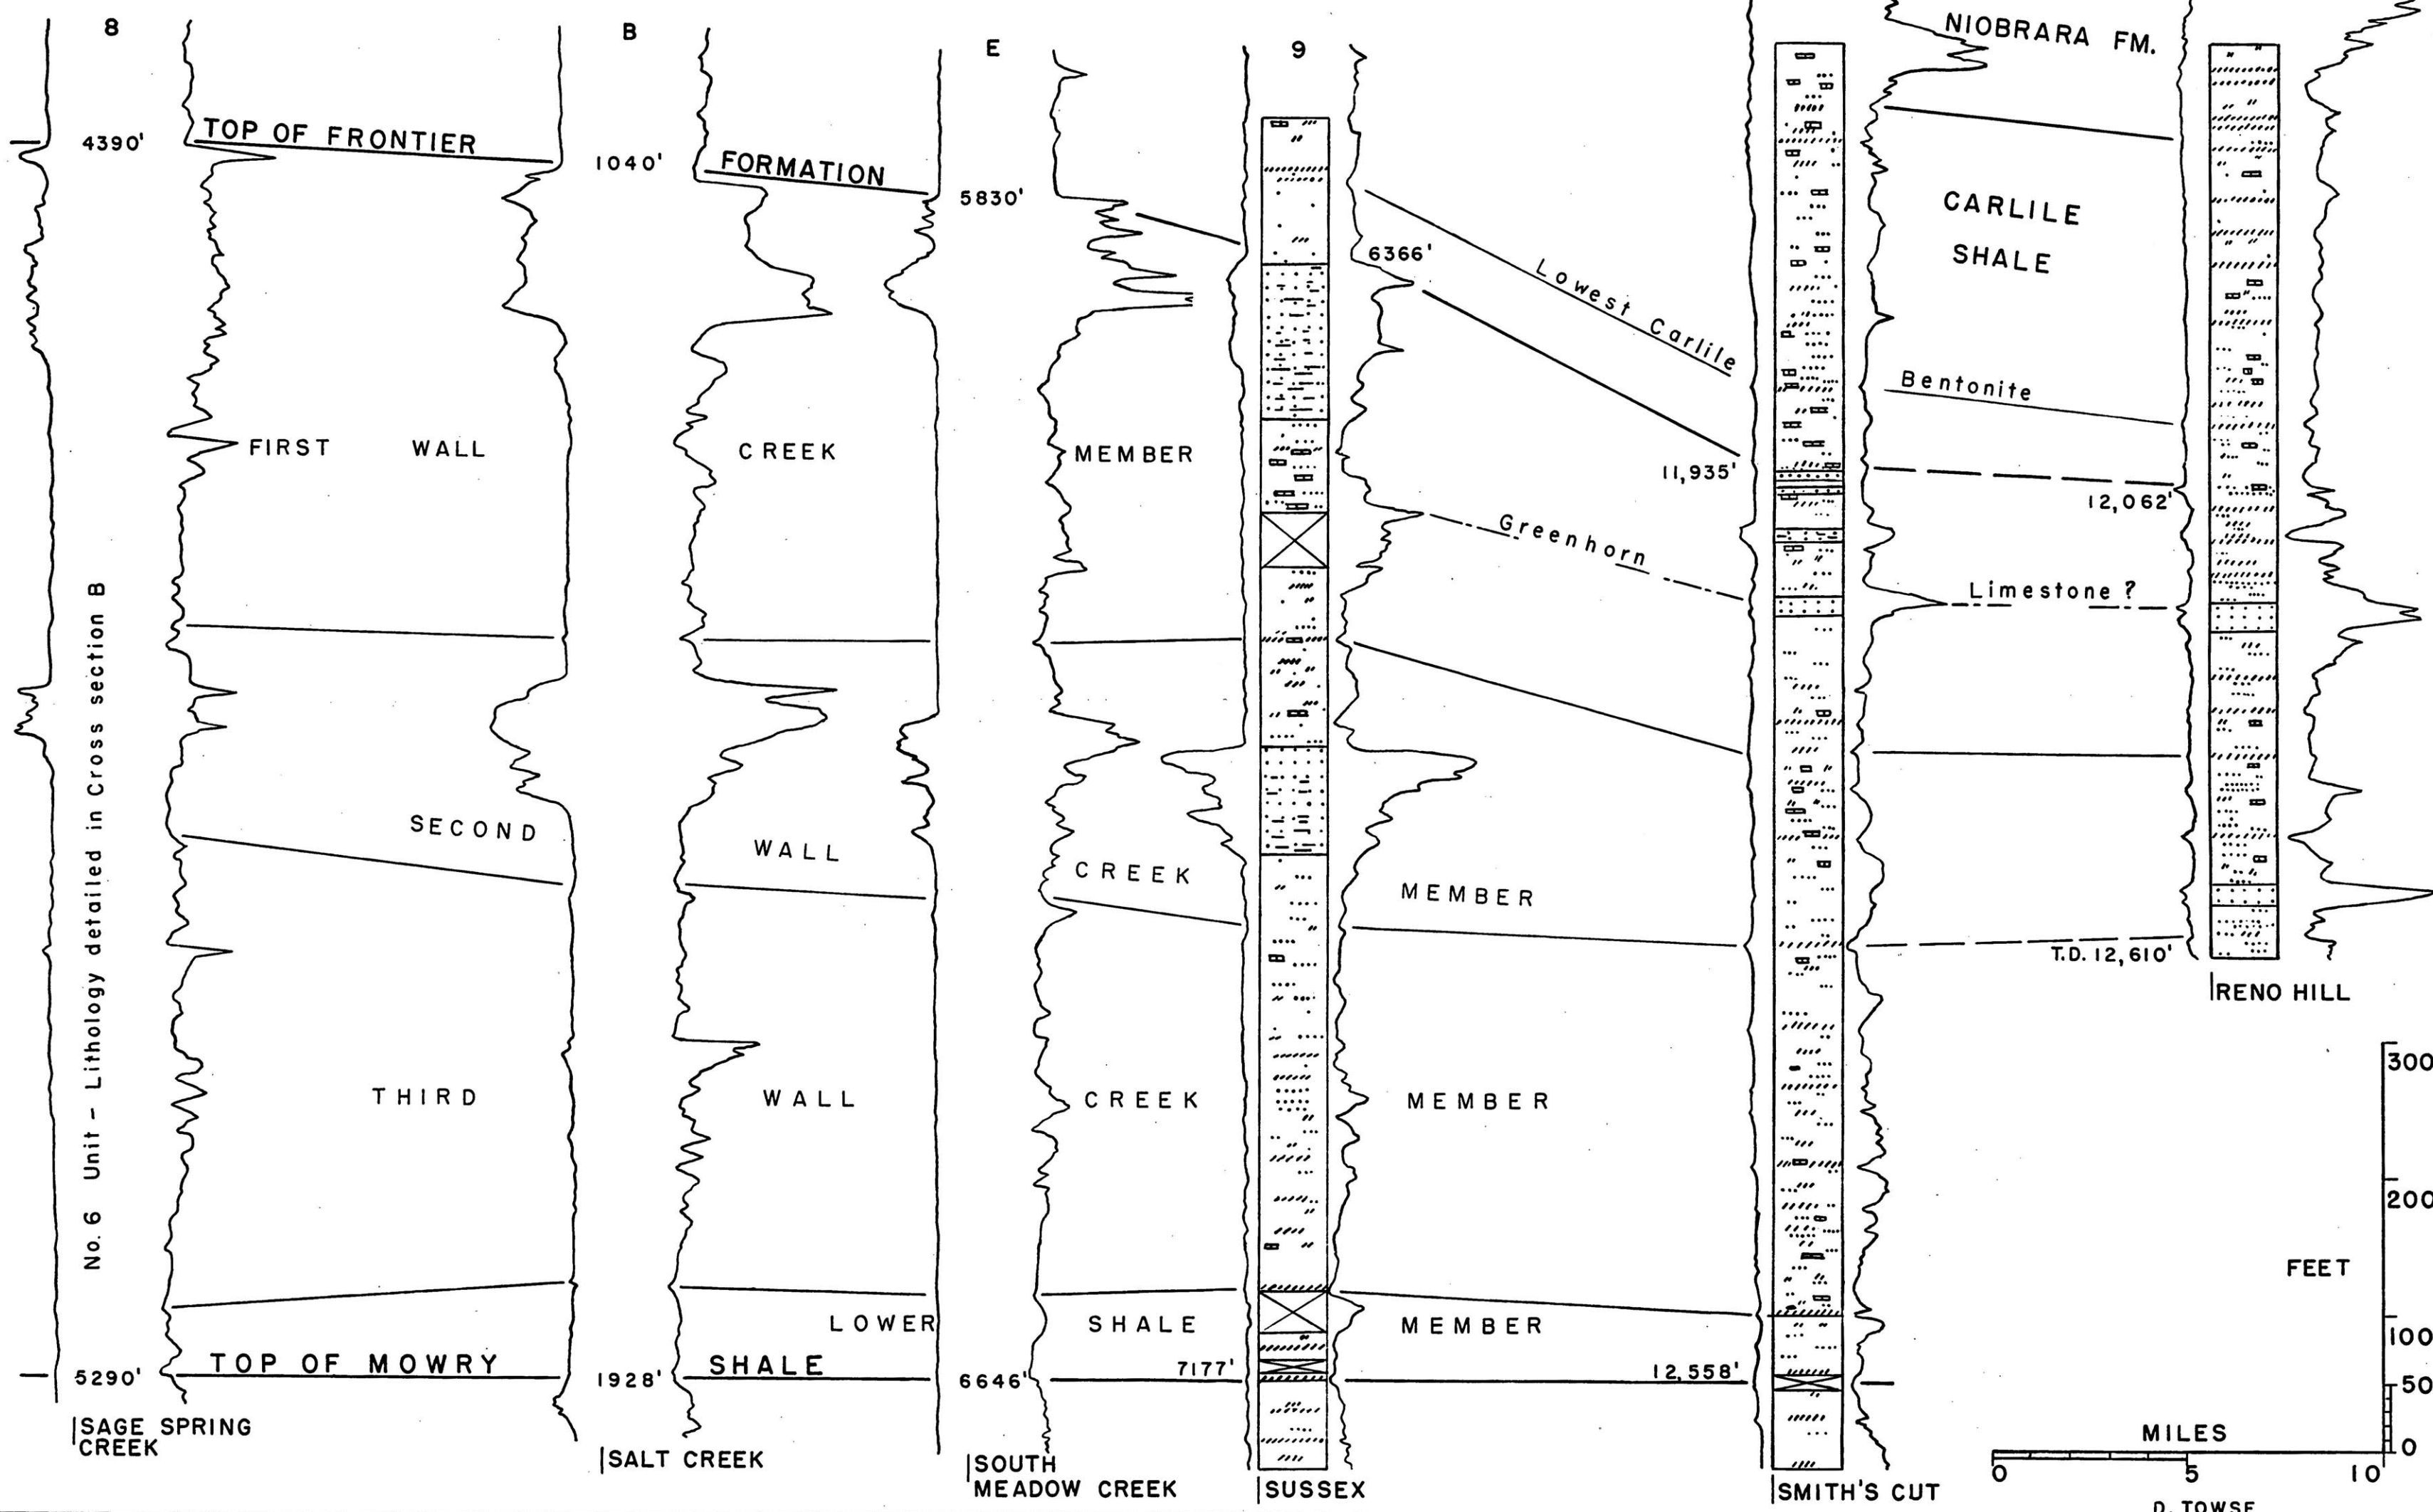 8
B
E
9
NIOBRARA FM.
4390'
TOP OF FRONTIER
1040'
FORMATION
5830'
6366'
Lowest Carlile
CARLILE
SHALE
Bentonite
FIRST WALL CREEK MEMBER
11,935'
12,062'
Greenhorn
Limestone ?
No. 6 Unit - Lithology detailed in Cross section B
SECOND WALL CREEK MEMBER
T.D. 12,610'
RENO HILL
THIRD WALL CREEK MEMBER
LOWER SHALE MEMBER
5290'
TOP OF MOWRY
1928'
SHALE
6646'
7177'
12,558'
300
200
FEET
100
50
0
MILES
0 5 10
SAGE SPRING
CREEK
SALT CREEK
SOUTH
MEADOW CREEK
SUSSEX
SMITH'S CUT
D. TOWSE